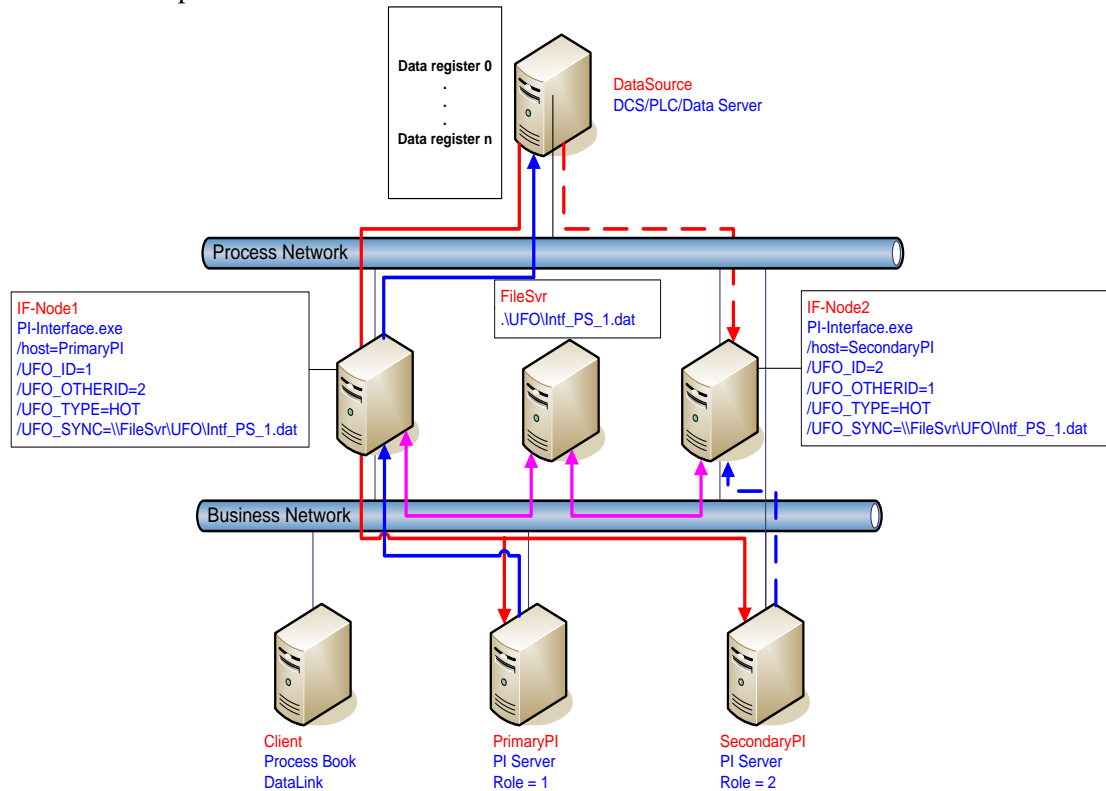 Data register 0
.
.
.
Data register n
DataSource
DCS/PLC/Data Server
Process Network
IF-Node1
PI-Interface.exe
/host=PrimaryPI
/UFO_ID=1
/UFO_OTHERID=2
/UFO_TYPE=HOT
/UFO_SYNC=\\FileSvr\UFO\Intf_PS_1.dat
FileSvr
.\UFO\Intf_PS_1.dat
IF-Node2
PI-Interface.exe
/host=SecondaryPI
/UFO_ID=2
/UFO_OTHERID=1
/UFO_TYPE=HOT
/UFO_SYNC=\\FileSvr\UFO\Intf_PS_1.dat
Business Network
Client
Process Book
DataLink
PrimaryPI
PI Server
Role = 1
SecondaryPI
PI Server
Role = 2